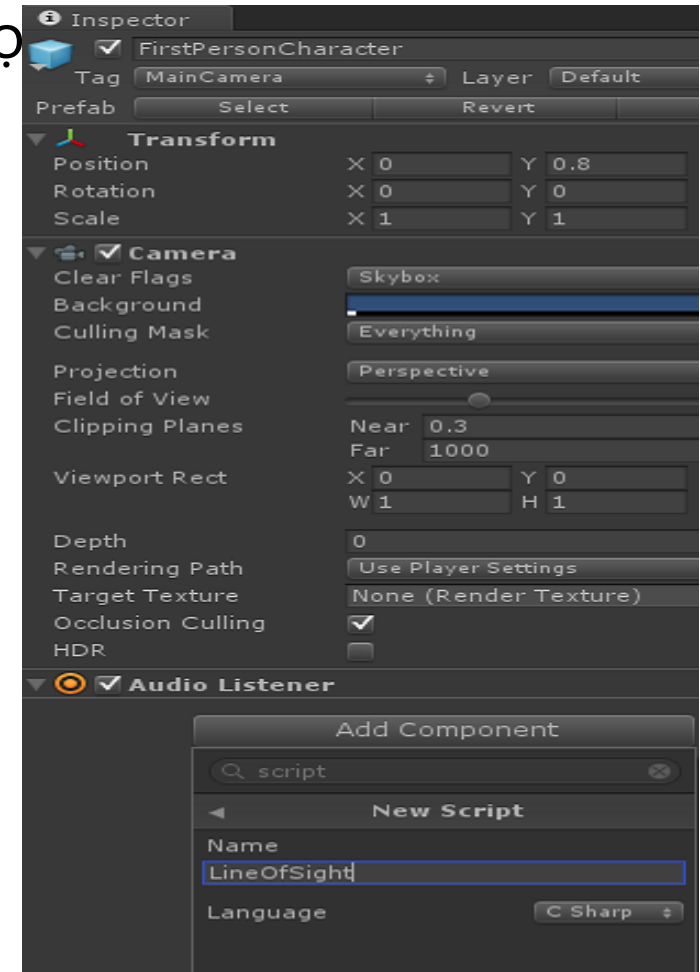 Inspector
FirstPersonCharacter
Tag MainCamera Layer Default
Prefab Select Revert
Transform
Position X 0 Y 0.8
Rotation X 0 Y 0
Scale X 1 Y 1
Camera
Clear Flags Skybox
Background
Culling Mask Everything
Projection Perspective
Field of View
Clipping Planes Near 0.3
Far 1000
Viewport Rect X 0 Y 0
W 1 H 1
Depth 0
Rendering Path Use Player Settings
Target Texture None (Render Texture)
Occlusion Culling
HDR
Audio Listener
Add Component
script
New Script
Name
LineOfSight
Language C Sharp